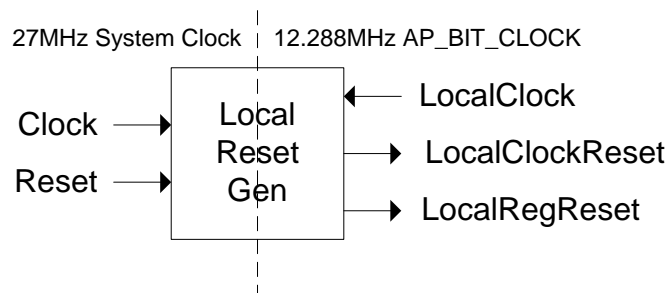 27MHz System Clock 12.288MHz AP_BIT_CLOCK
Clock
Reset
Local
Reset
Gen
LocalClock
LocalClockReset
LocalRegReset